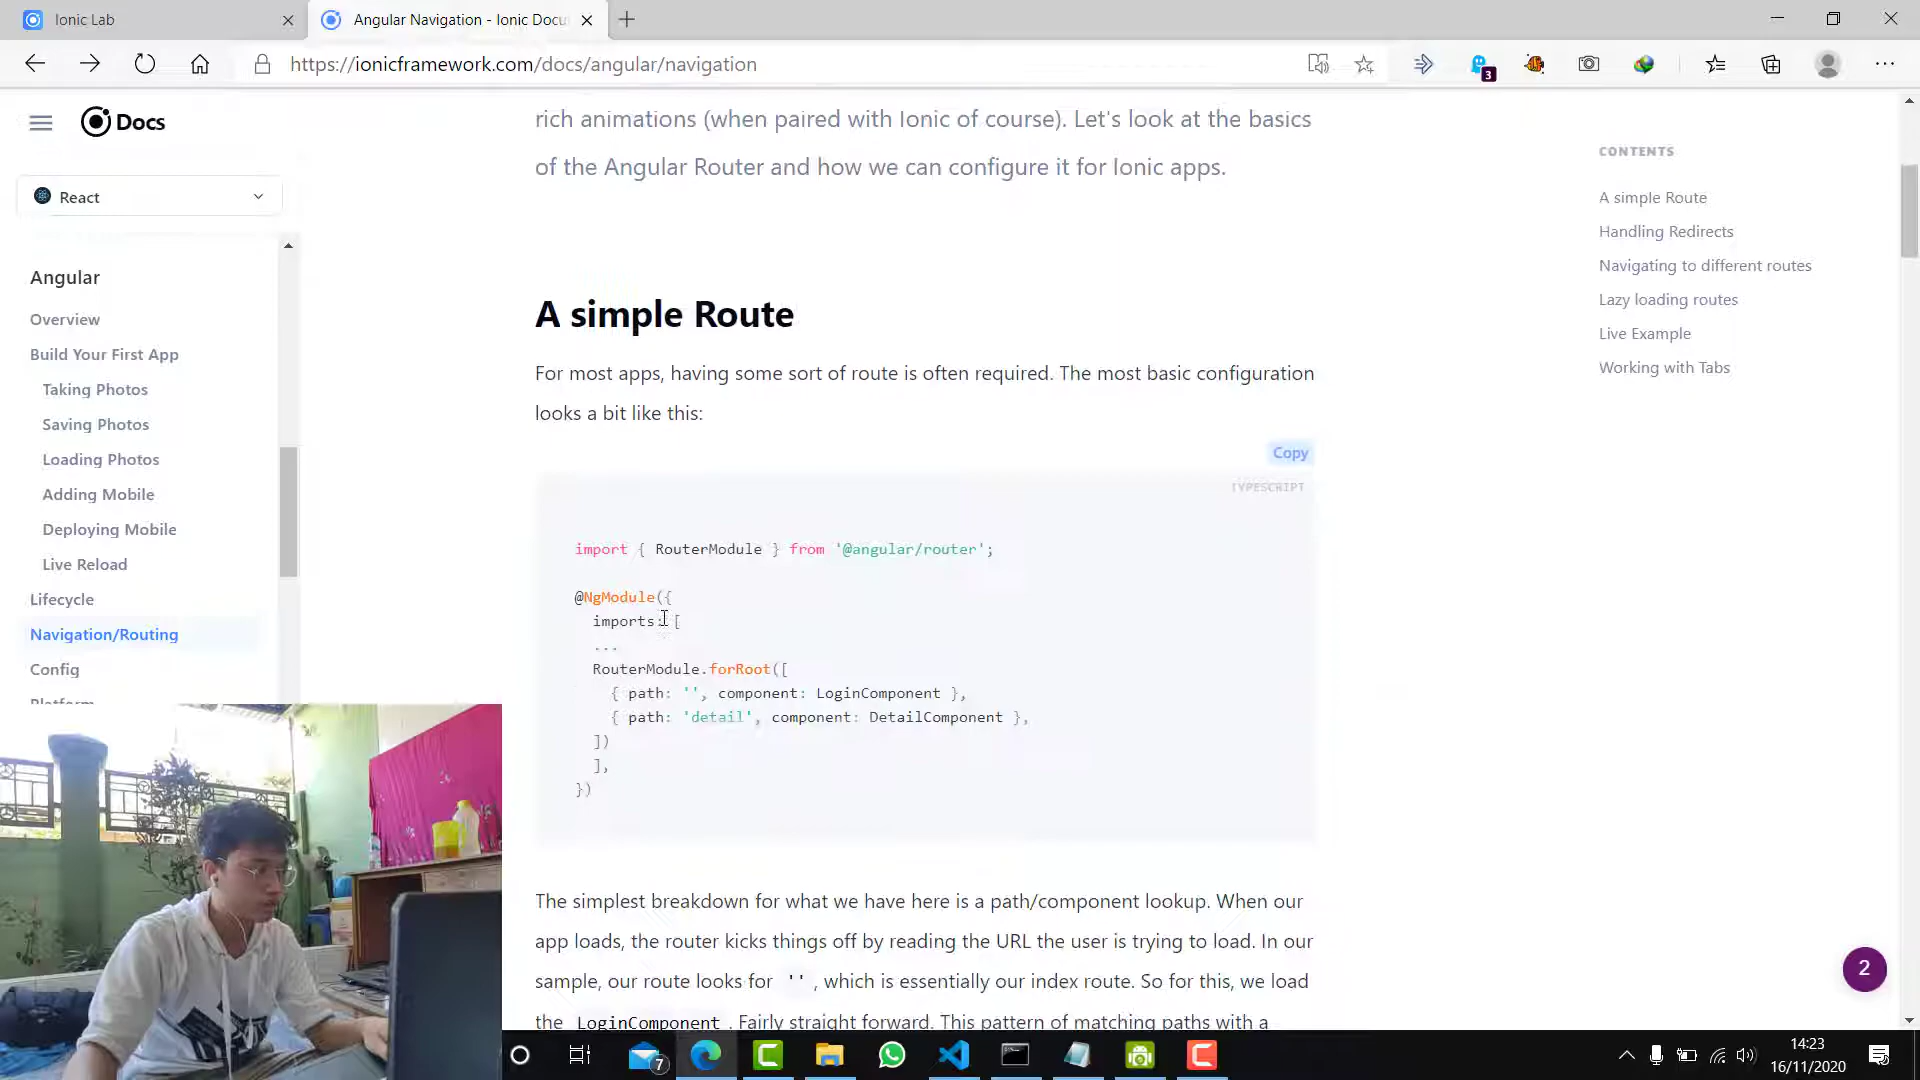 Ionic Lab
Angular Navigation - Ionic Docu
https://ionicframework.com/docs/angular/navigation
3
Docs
React
Angular
Overview
Build Your First App
Taking Photos
Saving Photos
Loading Photos
Adding Mobile
Deploying Mobile
Live Reload
Lifecycle
Navigation/Routing
Config
Platform
rich animations (when paired with Ionic of course). Let's look at the basics
of the Angular Router and how we can configure it for Ionic apps.
A simple Route
For most apps, having some sort of route is often required. The most basic configuration
looks a bit like this:
Copy
TYPESCRIPT
import { RouterModule } from '@angular/router';
@NgModule({
imports: [
...
RouterModule.forRoot([
{ path: '', component: LoginComponent },
{ path: 'detail', component: DetailComponent },
])
],
})
The simplest breakdown for what we have here is a path/component lookup. When our
app loads, the router kicks things off by reading the URL the user is trying to load. In our
sample, our route looks for '' , which is essentially our index route. So for this, we load
the LoginComponent . Fairly straight forward. This pattern of matching paths with a
CONTENTS
A simple Route
Handling Redirects
Navigating to different routes
Lazy loading routes
Live Example
Working with Tabs
2
7
14:23
16/11/2020